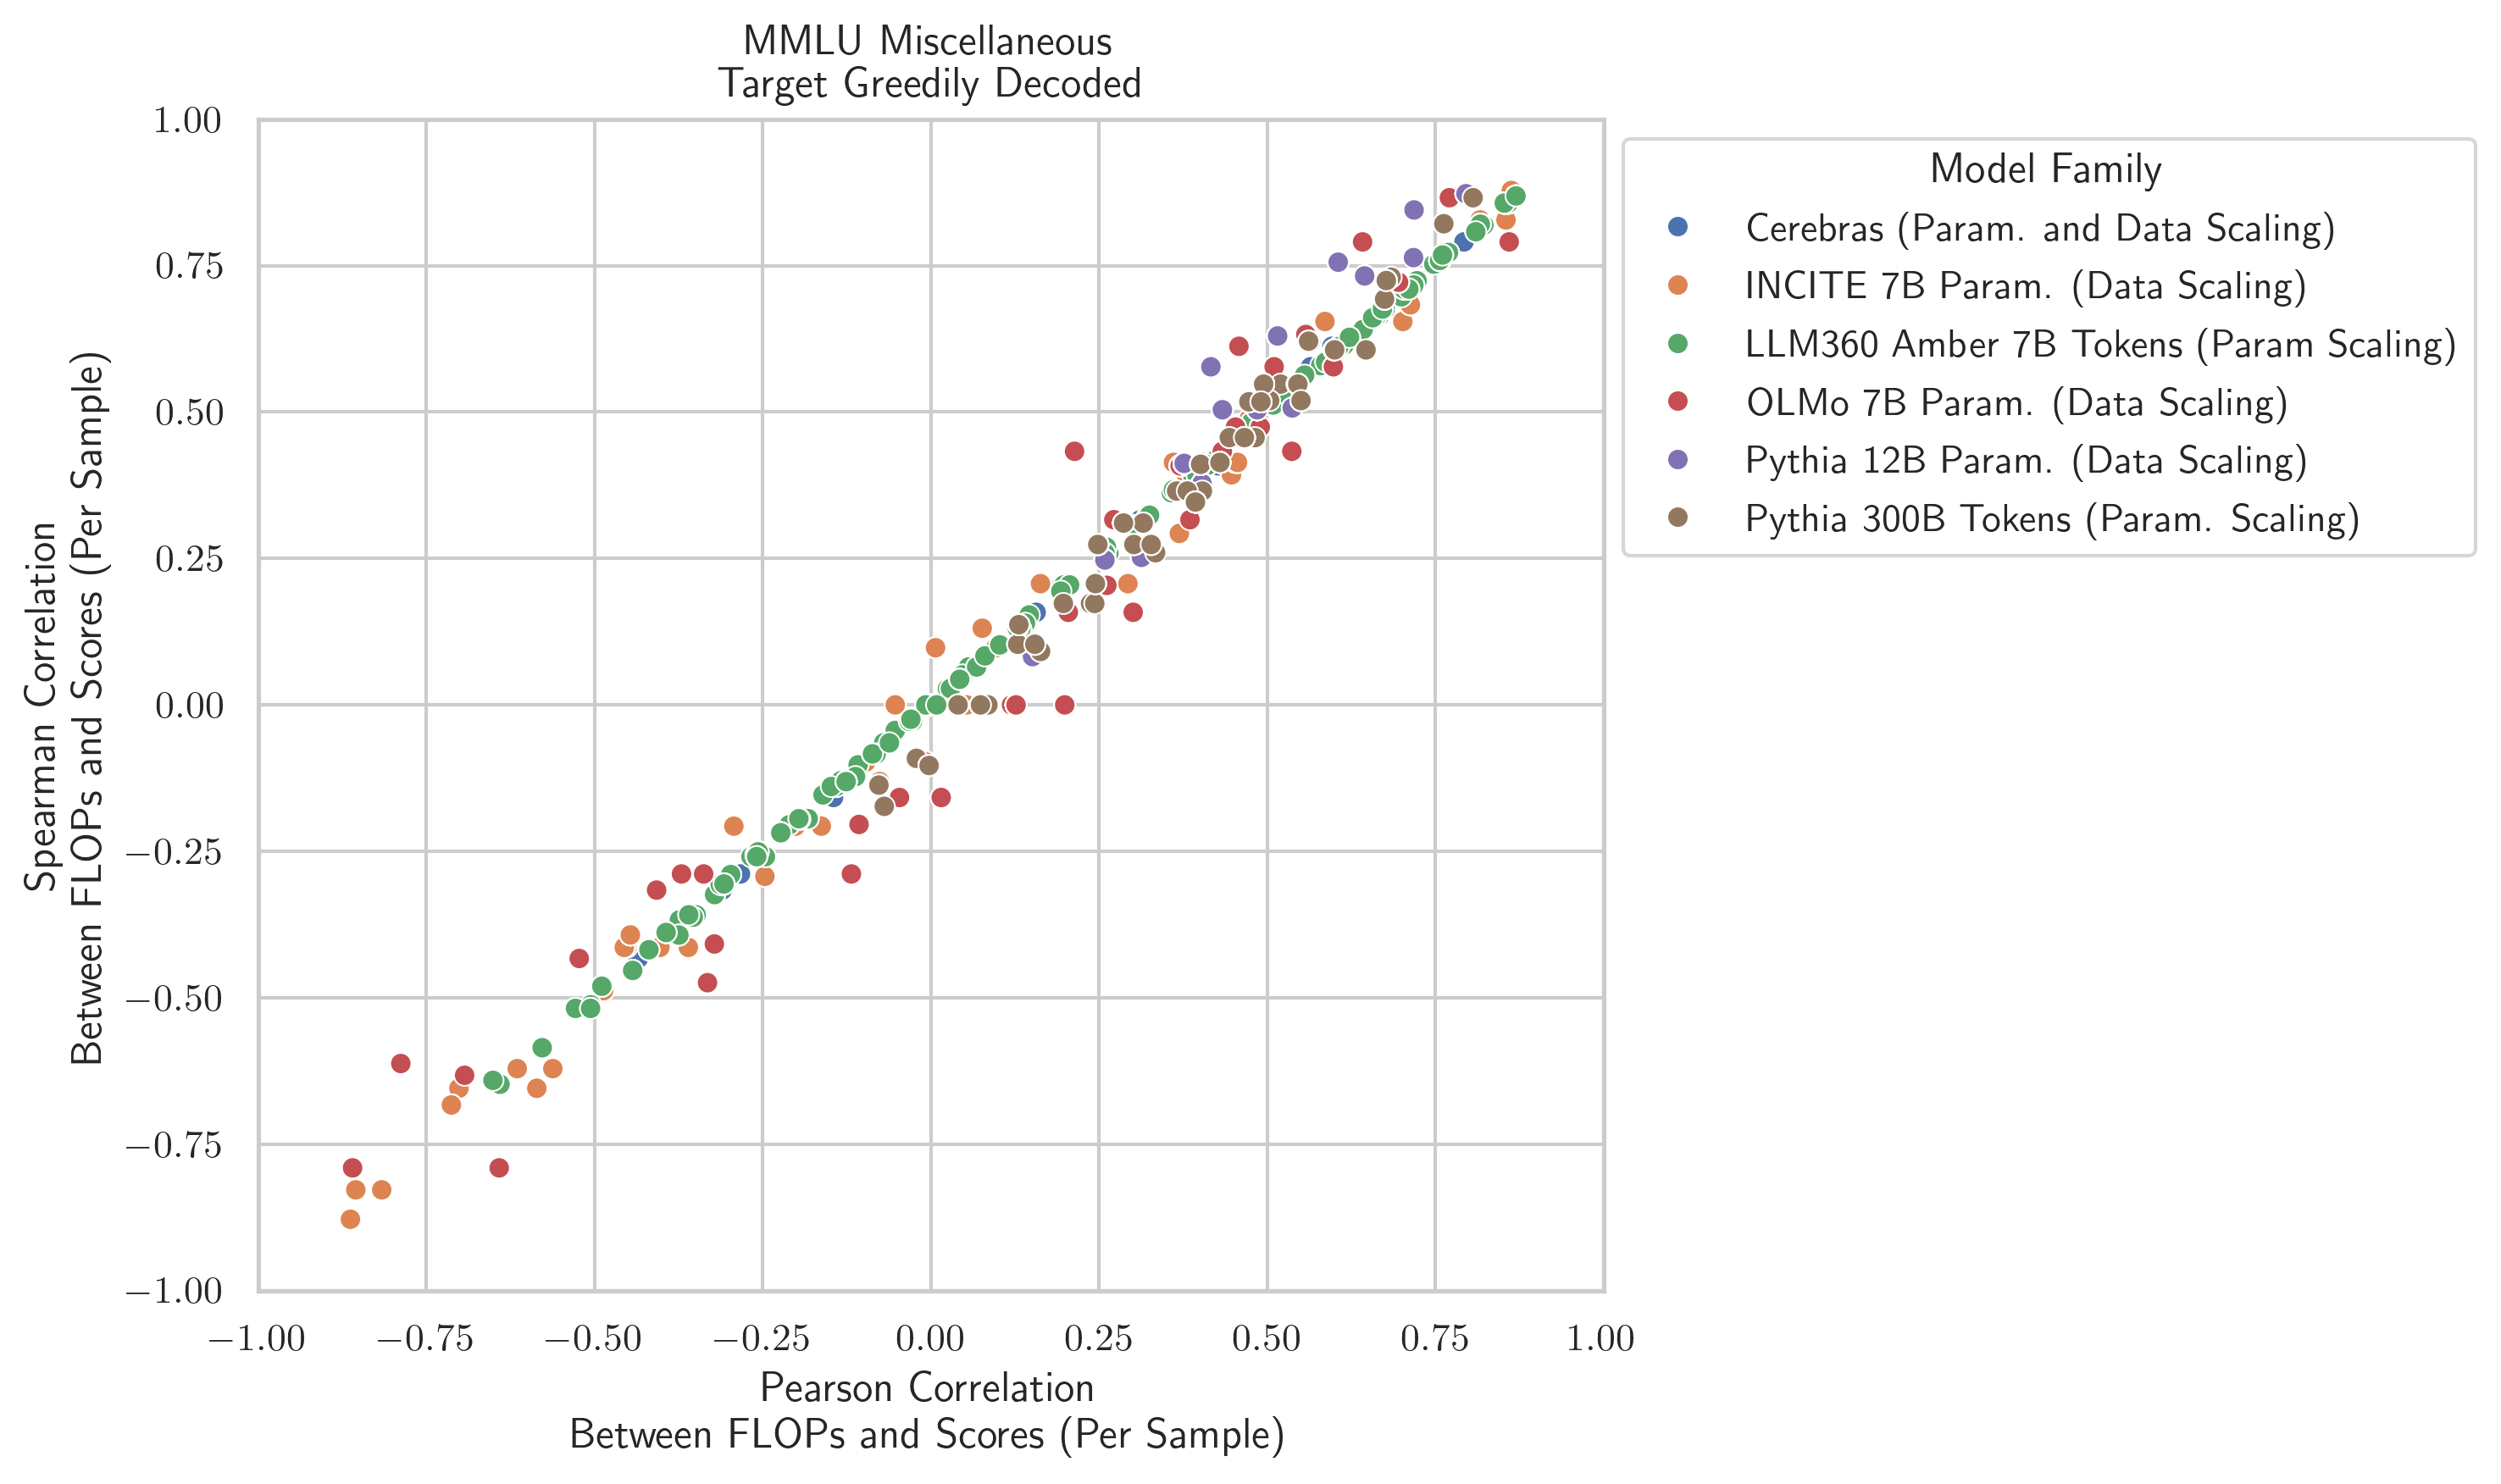 MMLU Miscellaneous
Target Greedily Decoded
1.00
0.75
0.50
0.25
0.00
−0.25
−0.50
−0.75
−1.00
Spearman Correlation
Between FLOPs and Scores (Per Sample)
−1.00 −0.75 −0.50 −0.25 0.00 0.25 0.50 0.75 1.00
Pearson Correlation
Between FLOPs and Scores (Per Sample)
Model Family
Cerebras (Param. and Data Scaling)
INCITE 7B Param. (Data Scaling)
LLM360 Amber 7B Tokens (Param Scaling)
OLMo 7B Param. (Data Scaling)
Pythia 12B Param. (Data Scaling)
Pythia 300B Tokens (Param. Scaling)